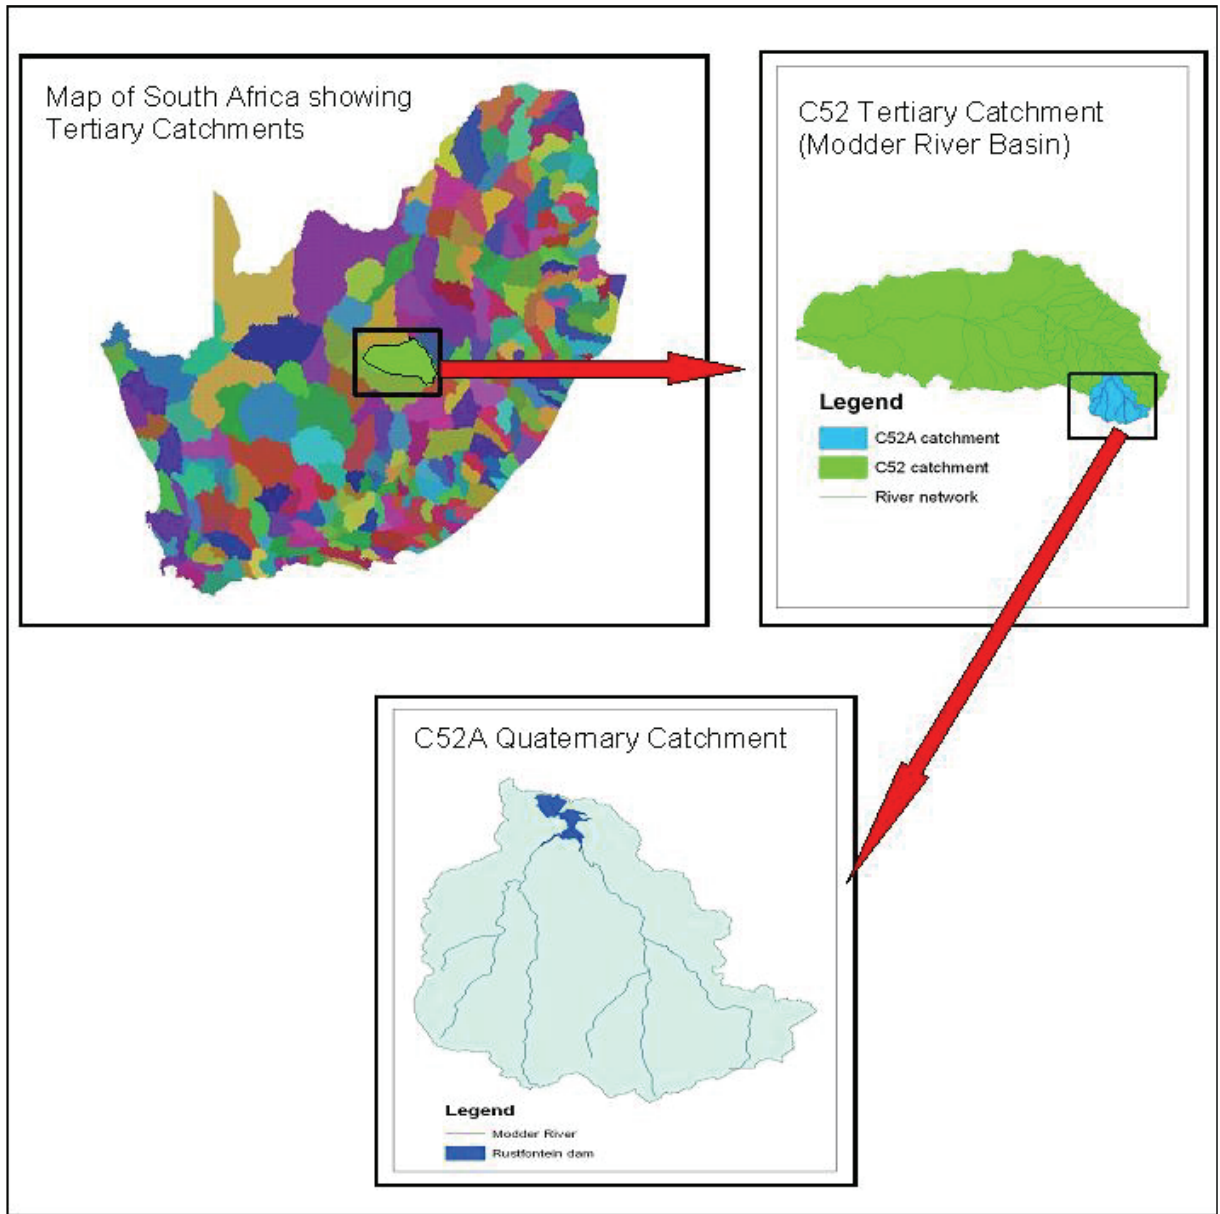 Map of South Africa showing
Tertiary Catchments
C52 Tertiary Catchment
(Modder River Basin)
Legend
C52A catchment
C52 catchment
River network
C52A Quaternary Catchment
Legend
Modder River
Rustfontein dam